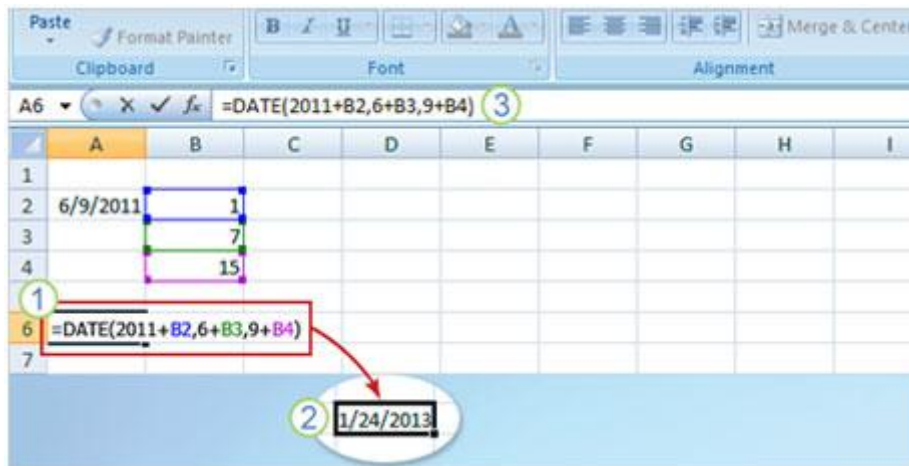 Paste
Format Painter
B I U A Merge & Center
Clipboard Font Alignment
A6 fx =DATE(2011+B2,6+B3,9+B4) 3
A B C D E F G H I
1
2 6/9/2011 1
3 7
4 15
1
6 =DATE(2011+B2,6+B3,9+B4)
7
2 1/24/2013